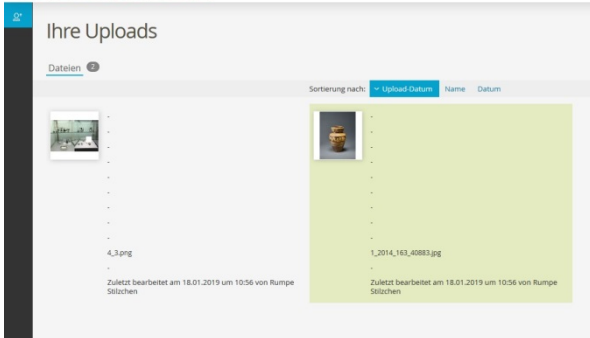 Ihre Uploads
Dateien 2
Sortierung nach: Upload-Datum Name Datum
-
-
-
-
-
-
-
-
-
4_3.png
-
Zuletzt bearbeitet am 18.01.2019 um 10:56 von Rumpe
Stilzchen
-
-
-
-
-
-
-
-
-
1_2014_163_40883.jpg
-
Zuletzt bearbeitet am 18.01.2019 um 10:56 von Rumpe
Stilzchen